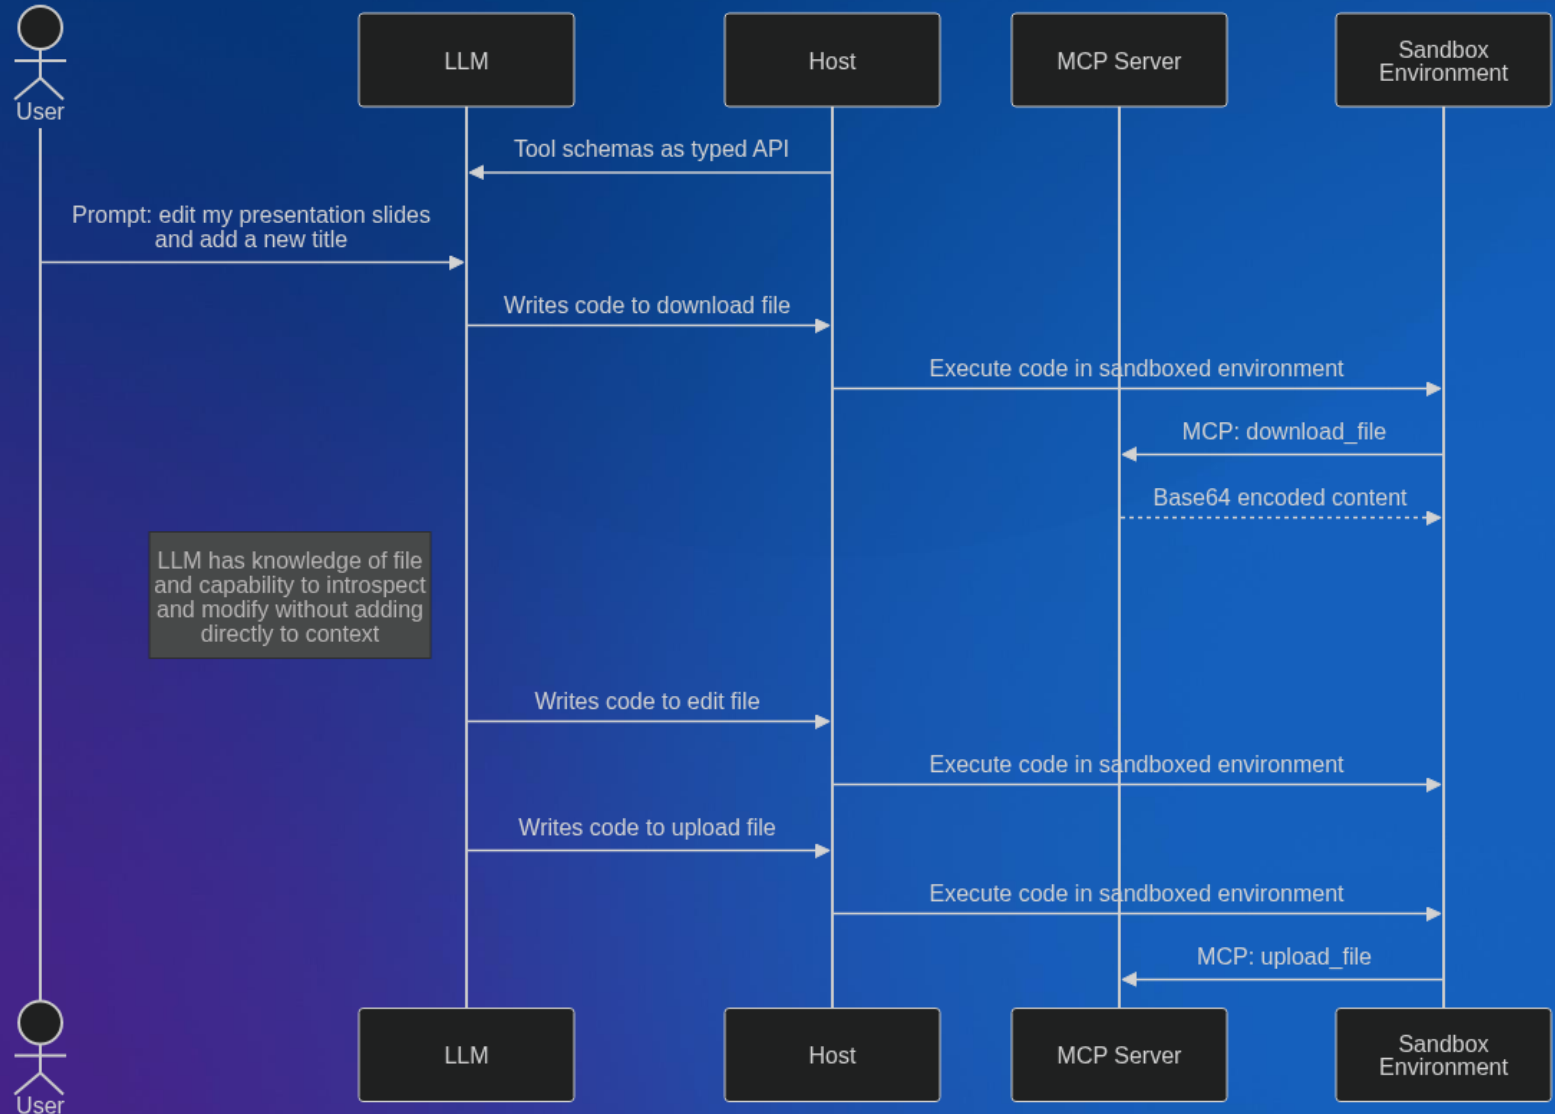 LLM
Host
MCP Server
Sandbox
Environment
User
Tool schemas as typed API
Prompt: edit my presentation slides
and add a new title
Writes code to download file
Execute code in sandboxed environment
MCP: download_file
Base64 encoded content
LLM has knowledge of file
and capability to introspect
and modify without adding
directly to context
Writes code to edit file
Execute code in sandboxed environment
Writes code to upload file
Execute code in sandboxed environment
MCP: upload_file
LLM
Host
MCP Server
Sandbox
Environment
User